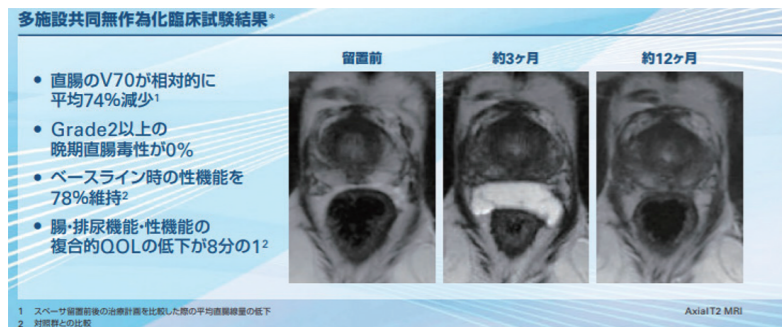 多施設共同無作為化臨床試験結果*
留置前
約3ヶ月
約12ヶ月
• 直腸のV70が相対的に
平均74%減少1
• Grade2以上の
晩期直腸毒性が0%
• ベースライン時の性機能を
78%維持2
• 腸・排尿機能・性機能の
複合的QOLの低下が8分の12
1 スペーサ留置前後の治療計画を比較した際の平均直腸線量の低下
2 対照群との比較
Axial T2 MRI